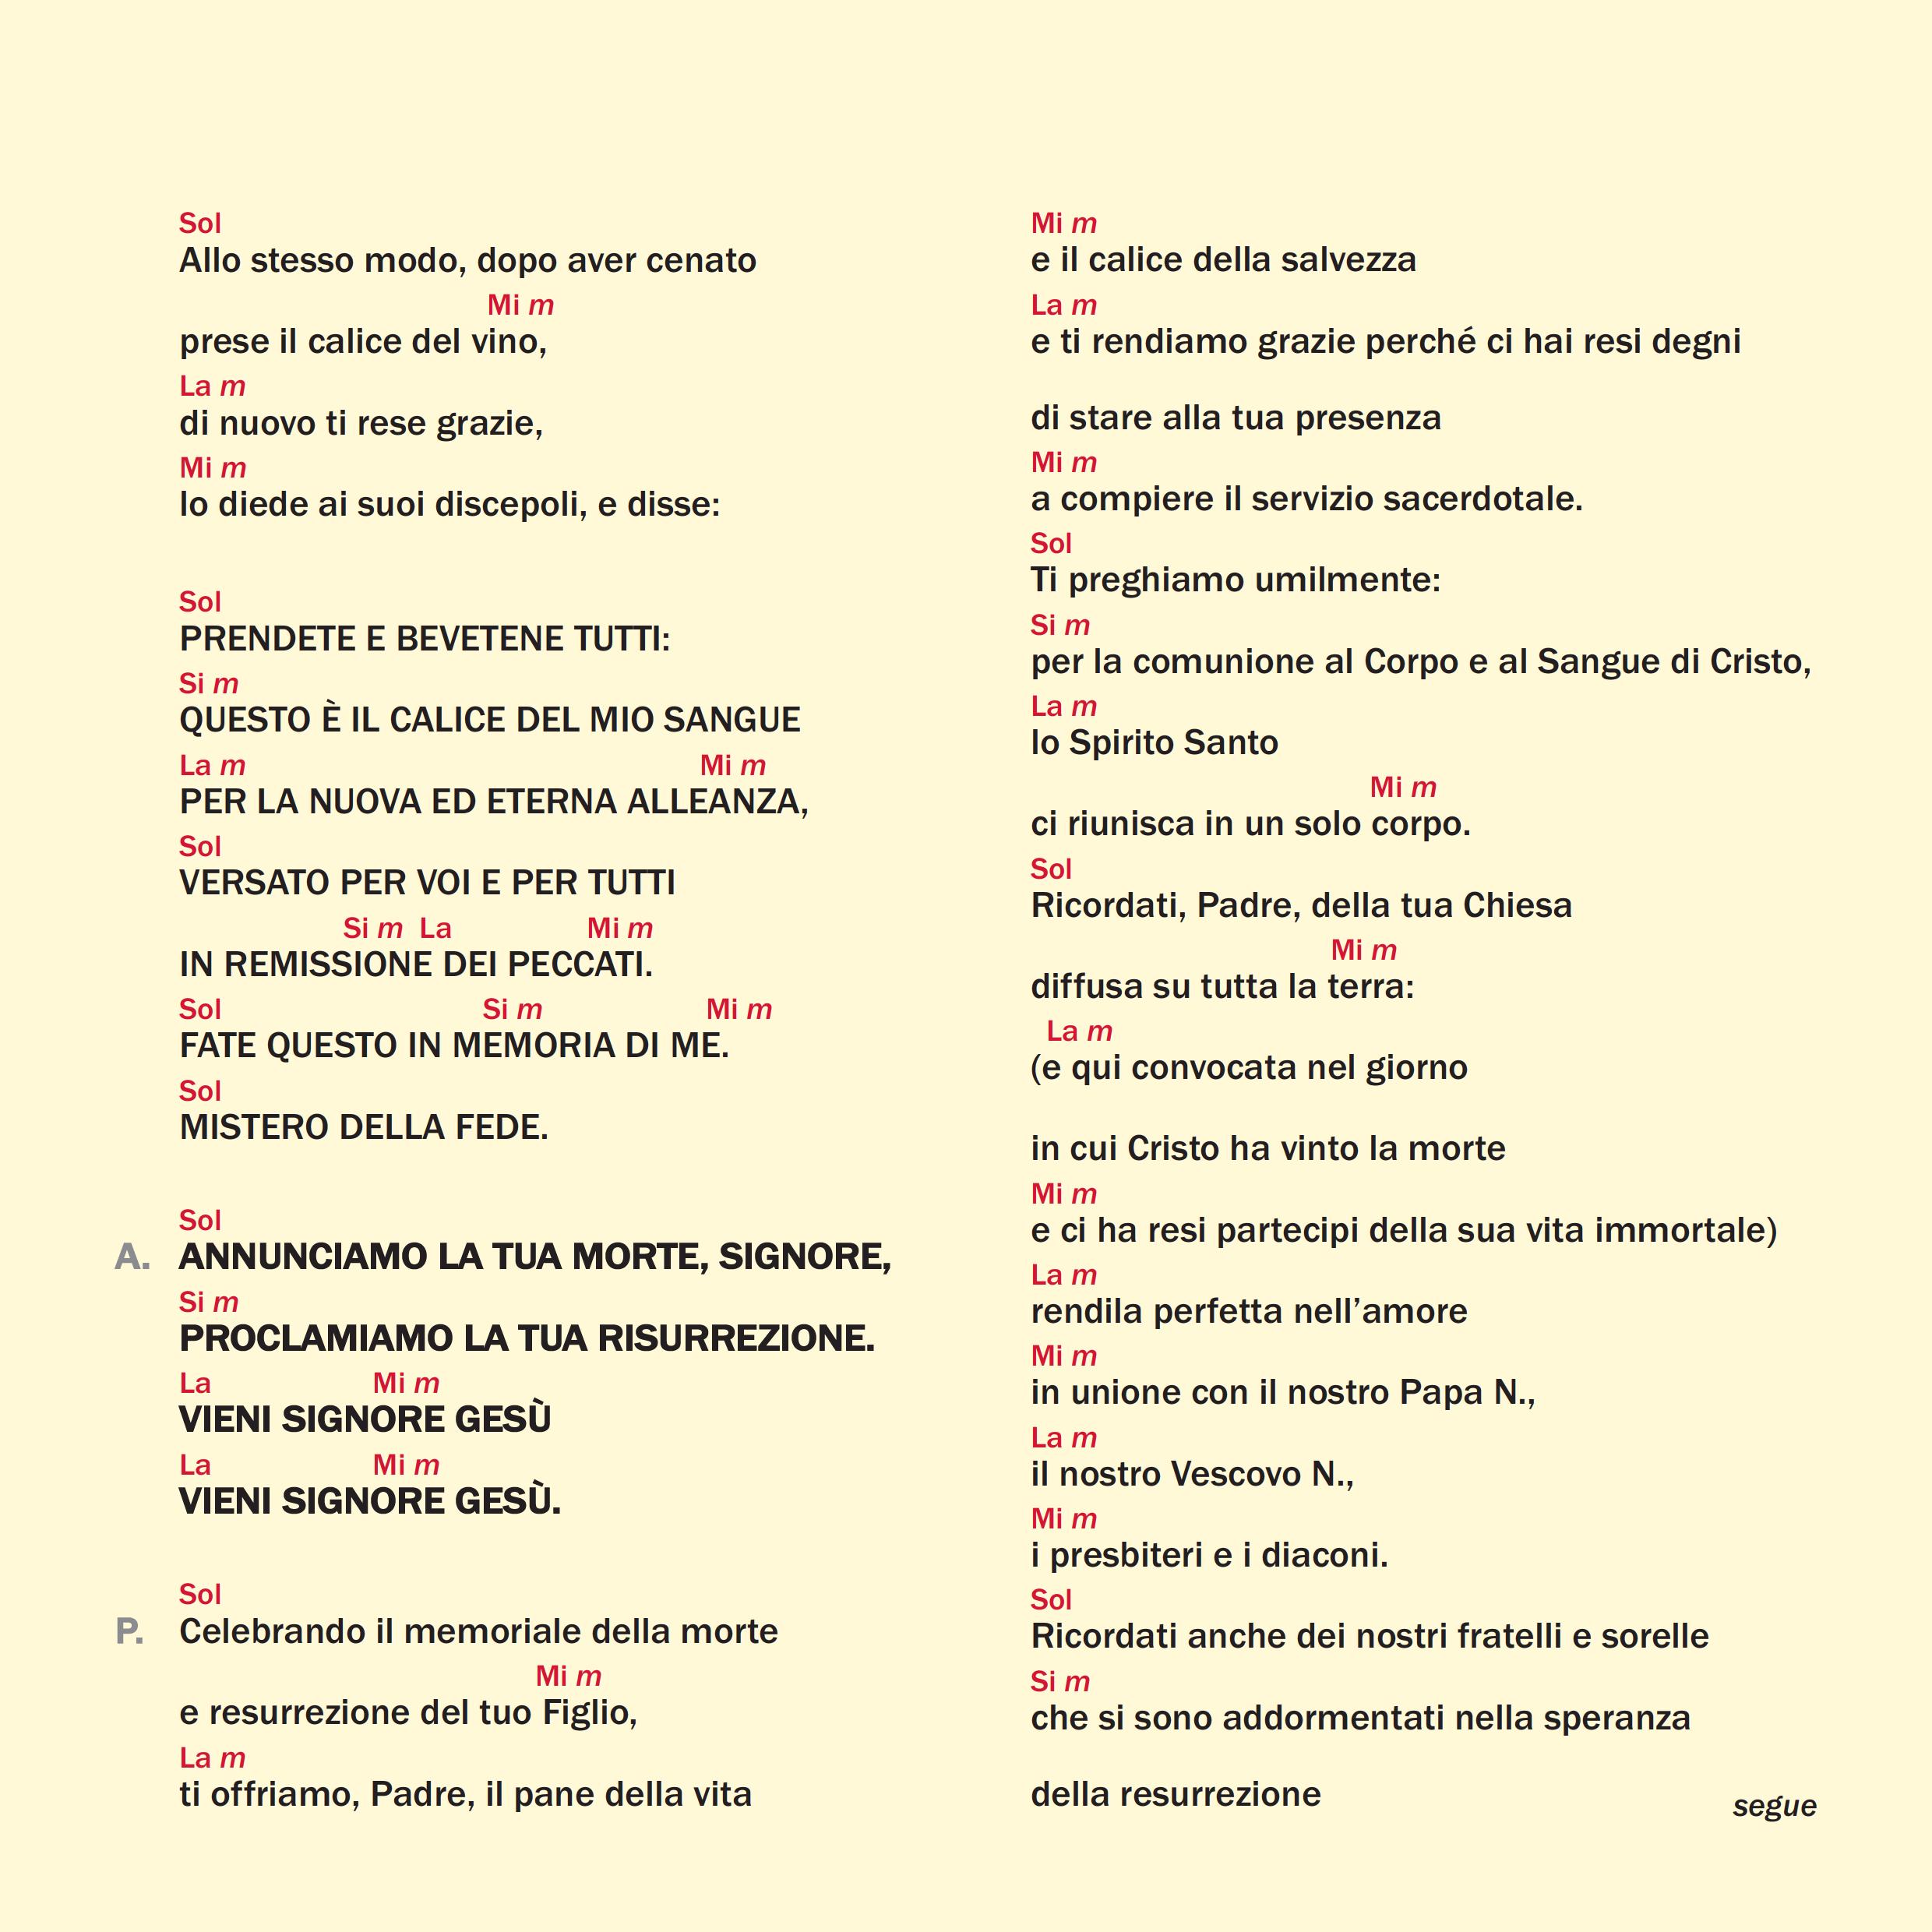 Sol
Allo stesso modo, dopo aver cenato
Mi m
prese il calice del vino,
La m
di nuovo ti rese grazie,
Mi m
lo diede ai suoi discepoli, e disse:
Sol
PRENDETE E BEVETENE TUTTI:
Si m
QUESTO È IL CALICE DEL MIO SANGUE
La m Mi m
PER LA NUOVA ED ETERNA ALLEANZA,
Sol
VERSATO PER VOI E PER TUTTI
Si m La Mi m
IN REMISSIONE DEI PECCATI.
Sol Si m Mi m
FATE QUESTO IN MEMORIA DI ME.
Sol
MISTERO DELLA FEDE.
Sol
A. ANNUNCIAMO LA TUA MORTE, SIGNORE,
Si m
PROCLAMIAMO LA TUA RISURREZIONE.
La Mi m
VIENI SIGNORE GESÙ
La Mi m
VIENI SIGNORE GESÙ.
Sol
P. Celebrando il memoriale della morte
Mi m
e resurrezione del tuo Figlio,
La m
ti offriamo, Padre, il pane della vita
Mi m
e il calice della salvezza
La m
e ti rendiamo grazie perché ci hai resi degni
di stare alla tua presenza
Mi m
a compiere il servizio sacerdotale.
Sol
Ti preghiamo umilmente:
Si m
per la comunione al Corpo e al Sangue di Cristo,
La m
lo Spirito Santo
Mi m
ci riunisca in un solo corpo.
Sol
Ricordati, Padre, della tua Chiesa
Mi m
diffusa su tutta la terra:
La m
(e qui convocata nel giorno
in cui Cristo ha vinto la morte
Mi m
e ci ha resi partecipi della sua vita immortale)
La m
rendila perfetta nell’amore
Mi m
in unione con il nostro Papa N.,
La m
il nostro Vescovo N.,
Mi m
i presbiteri e i diaconi.
Sol
Ricordati anche dei nostri fratelli e sorelle
Si m
che si sono addormentati nella speranza
della resurrezione
segue